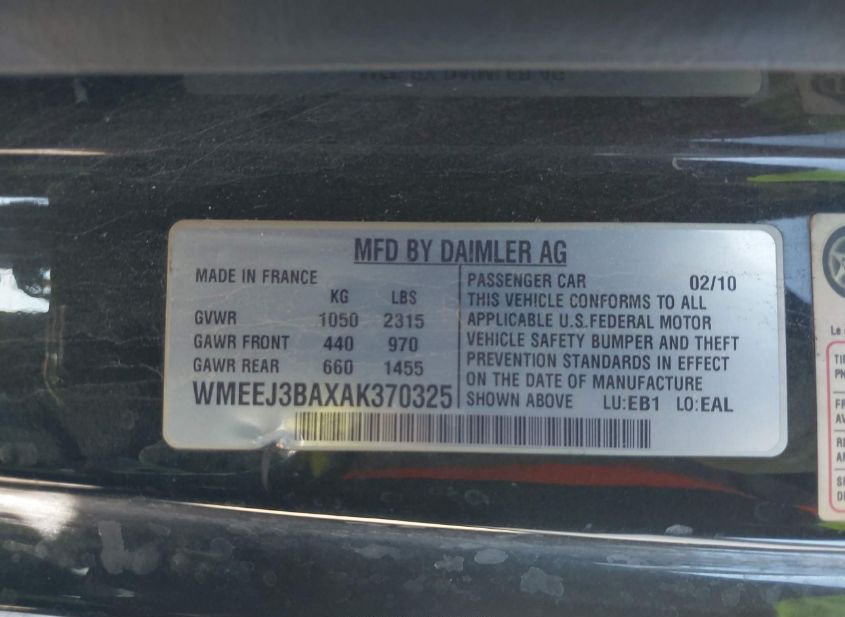 MFD BY DAIMLER AG
MADE IN FRANCE
KG LBS
GVWR 1050 2315
GAWR FRONT 440 970
GAWR REAR 660 1455
WMEEJ3BAXAK370325
PASSENGER CAR 02/10
THIS VEHICLE CONFORMS TO ALL
APPLICABLE U.S.FEDERAL MOTOR
VEHICLE SAFETY BUMPER AND THEFT
PREVENTION STANDARDS IN EFFECT
ON THE DATE OF MANUFACTURE
SHOWN ABOVE LU:EB1 LO:EAL
Le